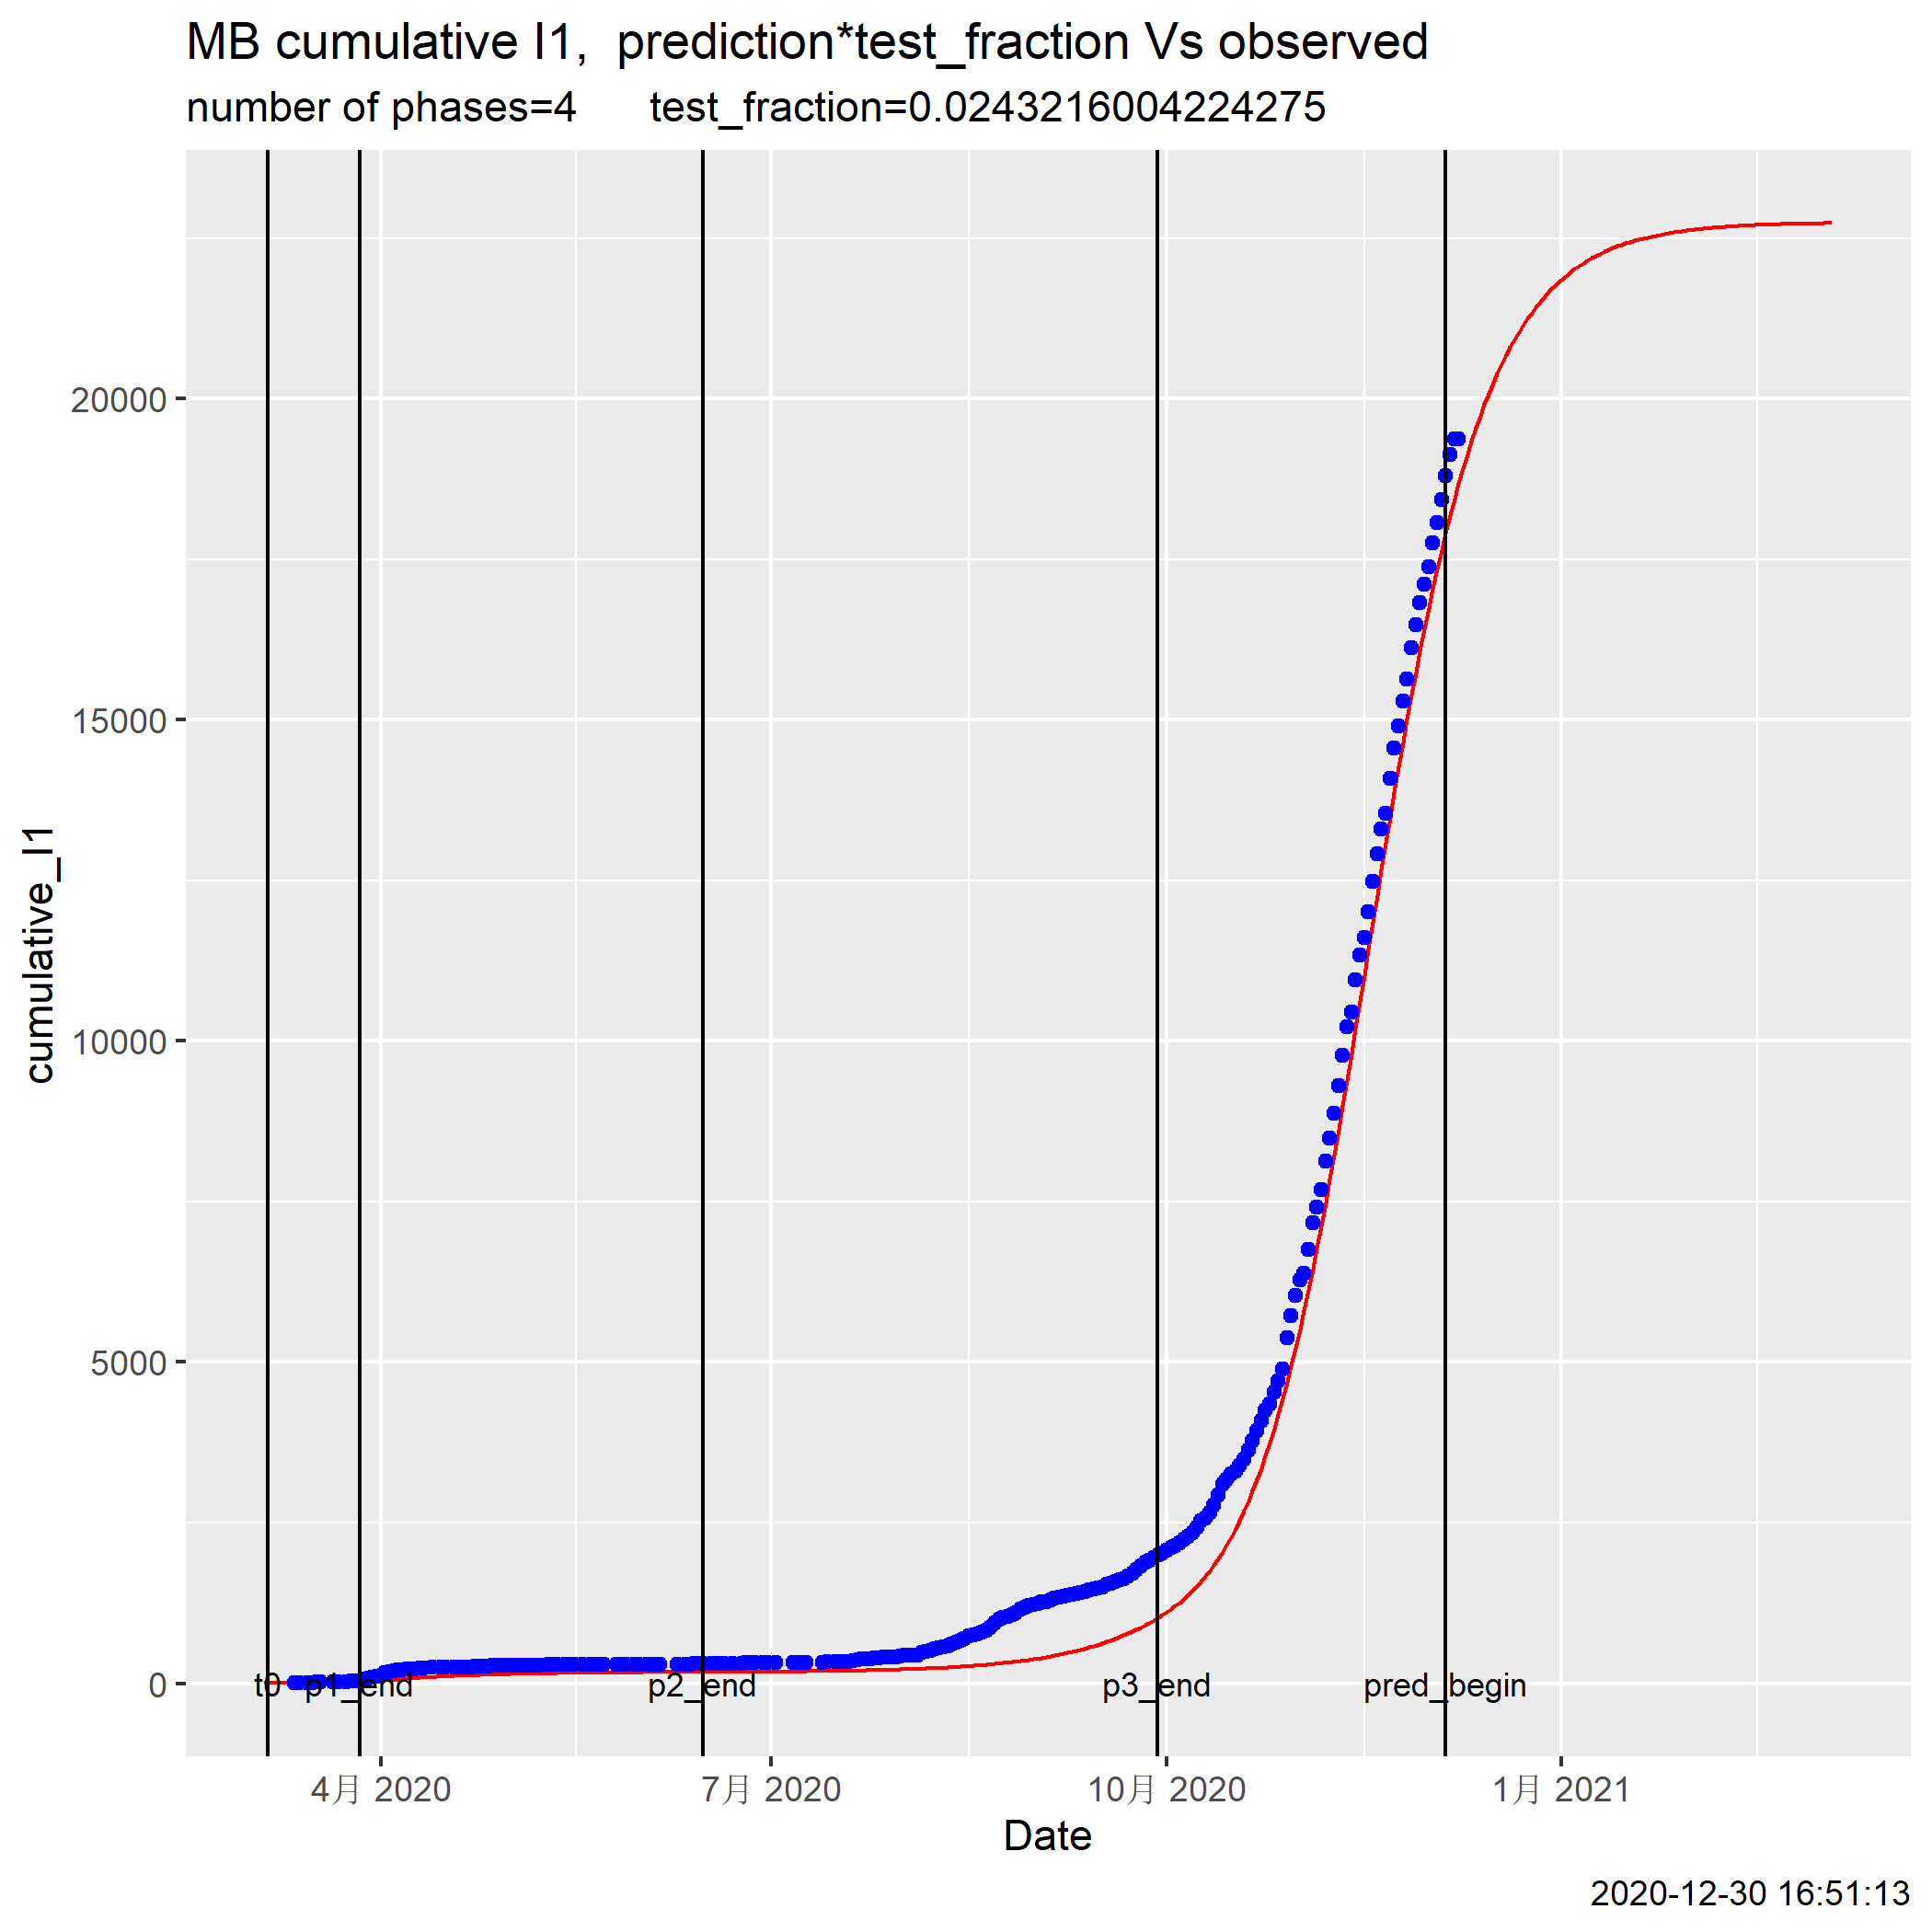 MB cumulative I1,  prediction*test_fraction Vs observed
number of phases=4      test_fraction=0.0243216004224275
cumulative_I1
20000
15000
10000
5000
0
t0 p1_end p2_end p3_end pred_begin
4月 2020 7月 2020 10月 2020 1月 2021
Date
2020-12-30 16:51:13